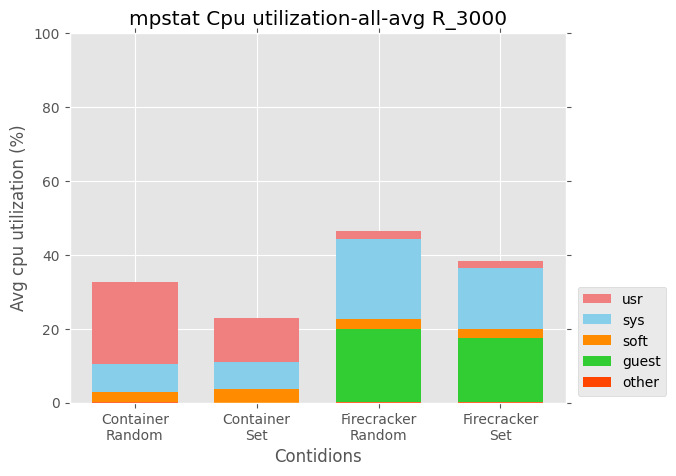 mpstat Cpu utilization-all-avg R_3000
100
80
60
40
20
0
Avg cpu utilization (%)
Container
Random
Container
Set
Firecracker
Random
Firecracker
Set
Contidions
usr
sys
soft
guest
other